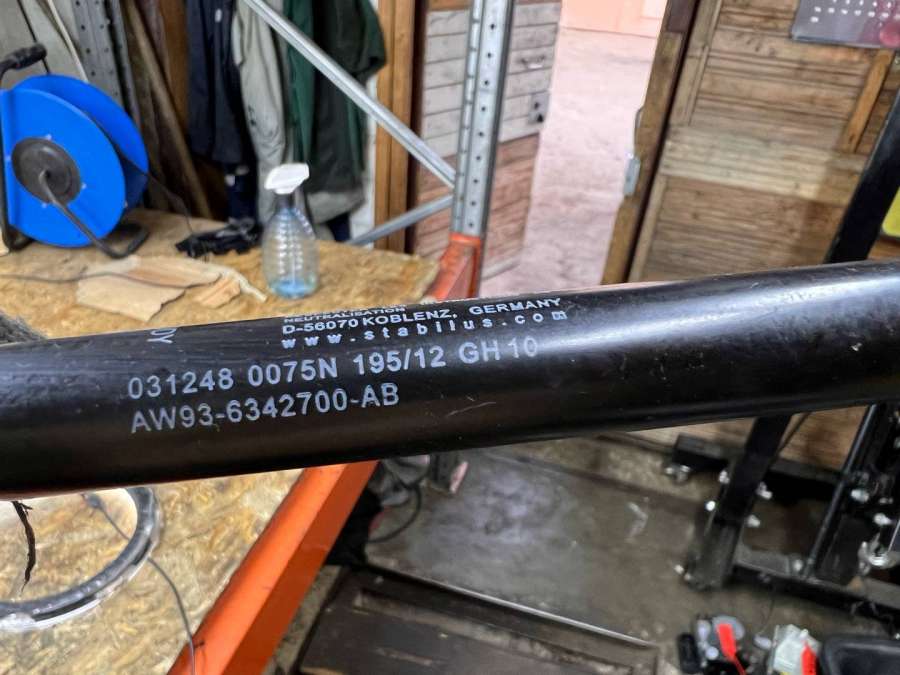 NEUTRALISATION
D-56070 KOBLENZ, GERMANY
www.stabilus.com
031248 0075N 195/12 GH 10
AW93-6342700-AB